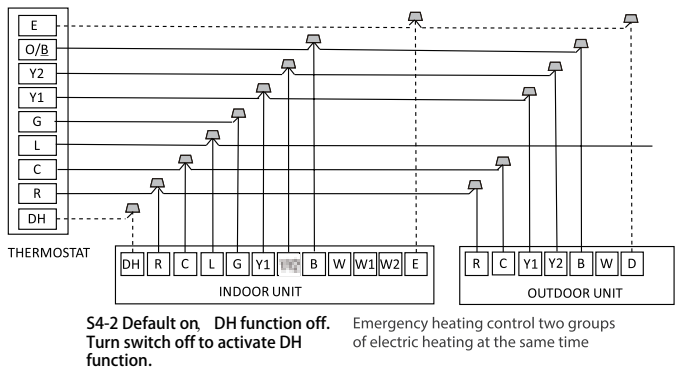 E
O/B
Y2
Y1
G
L
C
R
DH
THERMOSTAT
DH R C L G Y1 B W W1 W2 E
INDOOR UNIT
R C Y1 Y2 B W D
OUTDOOR UNIT
S4-2 Default on, DH function off.
Turn switch off to activate DH
function.
Emergency heating control two groups
of electric heating at the same time